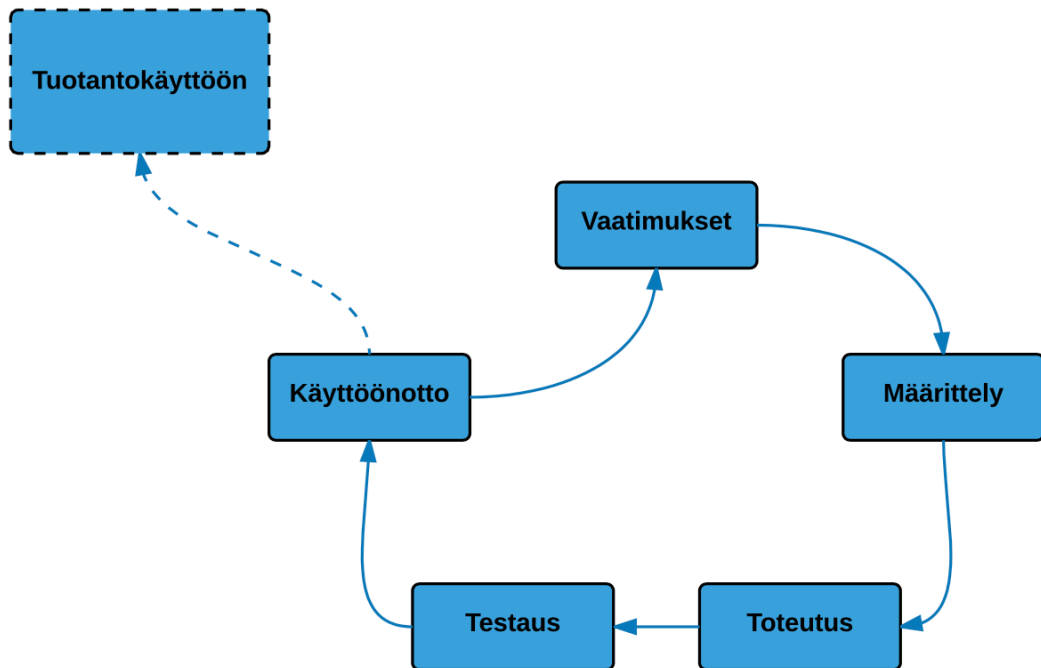 Tuotantokäyttöön
Vaatimukset
Käyttöönotto
Määrittely
Testaus
Toteutus